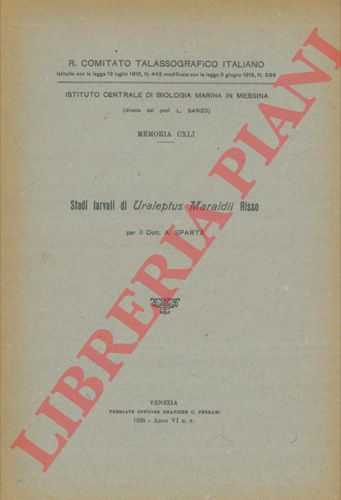 R. COMITATO TALASSOGRAFICO ITALIANO
Istituito con la legge 13 luglio 1910, N. 442 modificata con la legge 5 giugno 1913, N. 599
ISTITUTO CENTRALE DI BIOLOGIA MARINA IN MESSINA
(diretto dal prof. L. SANZO)
MEMORIA CXLI
Stadi larvali di Uraleptus Maraldii Risso
per il Dott. A. SPARTÀ
VENEZIA
PREMIATE OFFICINE GRAFICHE C. FERRARI
1928 - Anno VI E. F.
LIBRERIA PIANI